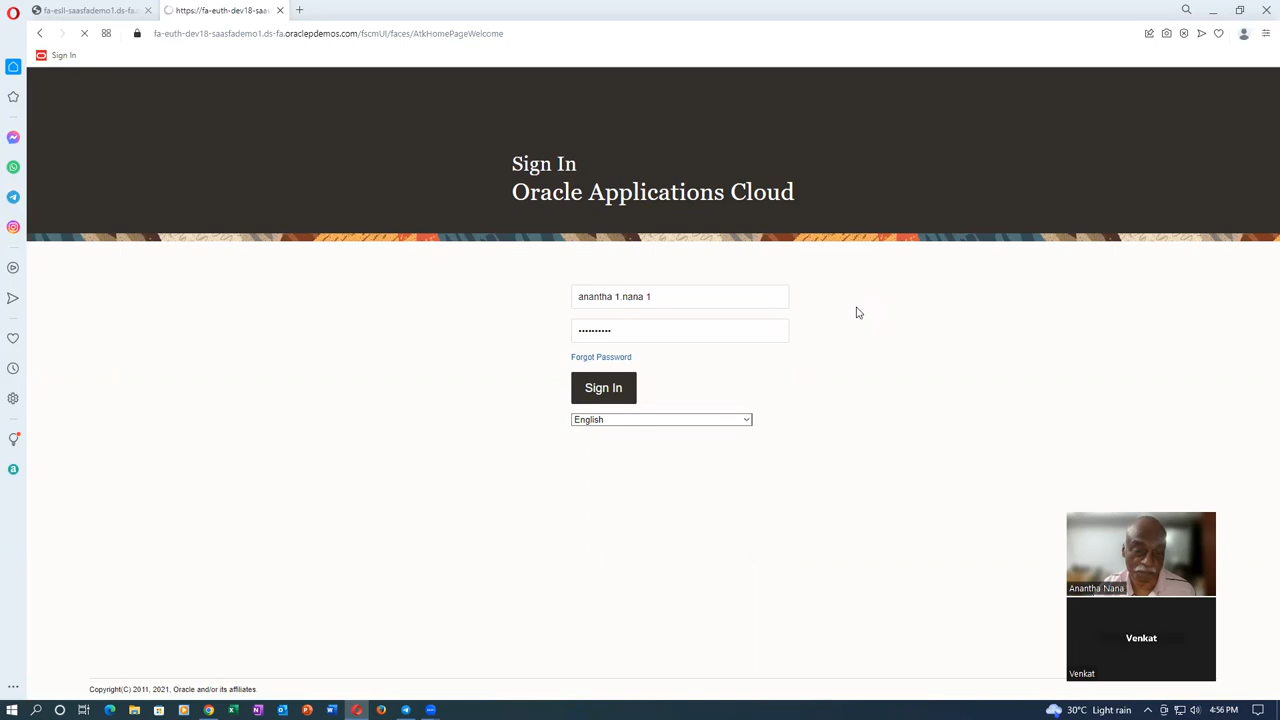 fa-esll-saasfademo1.ds-fa.
https://fa-euth-dev18-saa
fa-euth-dev18-saasfademo1.ds-fa.oraclepdemos.com/fscmUI/faces/AtkHomePageWelcome
Sign In
Sign In
Oracle Applications Cloud
anantha 1.nana 1
••••••••••
Forgot Password
Sign In
English
Anantha Nana
Venkat
Venkat
Copyright(C) 2011, 2021, Oracle and/or its affiliates.
30°C Light rain
4:56 PM